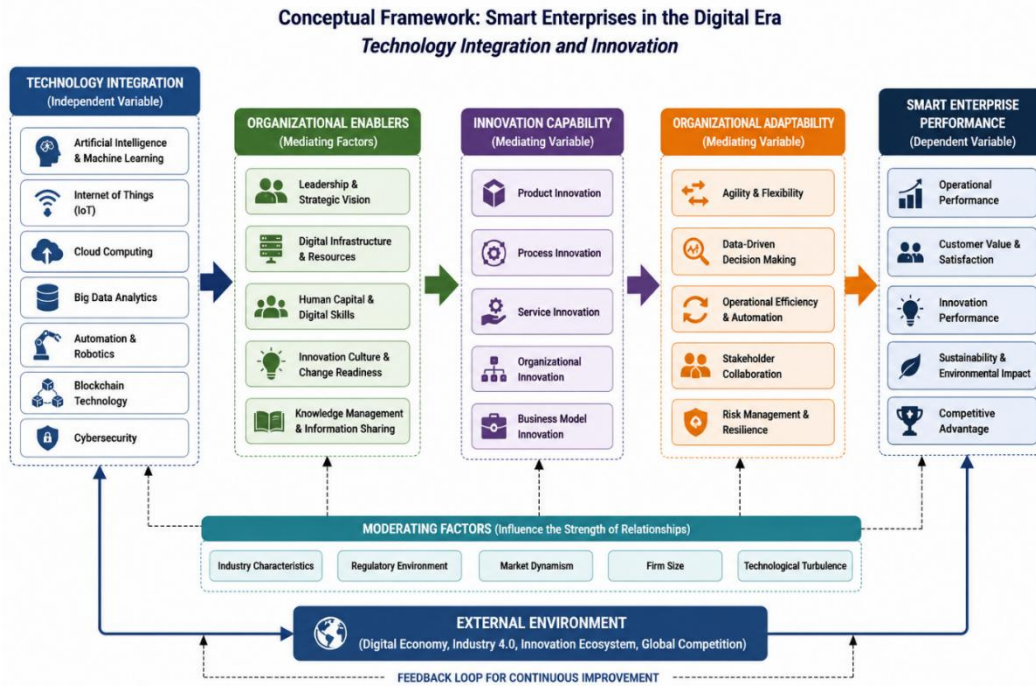 Conceptual Framework: Smart Enterprises in the Digital Era
Technology Integration and Innovation
TECHNOLOGY INTEGRATION
(Independent Variable)
Artificial Intelligence
& Machine Learning
Internet of Things
(IoT)
Cloud Computing
Big Data Analytics
Automation &
Robotics
Blockchain
Technology
Cybersecurity
ORGANIZATIONAL ENABLERS
(Mediating Factors)
Leadership &
Strategic Vision
Digital Infrastructure
& Resources
Human Capital &
Digital Skills
Innovation Culture &
Change Readiness
Knowledge Management
& Information Sharing
INNOVATION CAPABILITY
(Mediating Variable)
Product Innovation
Process Innovation
Service Innovation
Organizational
Innovation
Business Model
Innovation
ORGANIZATIONAL ADAPTABILITY
(Mediating Variable)
Agility & Flexibility
Data-Driven
Decision Making
Operational Efficiency
& Automation
Stakeholder
Collaboration
Risk Management &
Resilience
SMART ENTERPRISE
PERFORMANCE
(Dependent Variable)
Operational
Performance
Customer Value &
Satisfaction
Innovation
Performance
Sustainability &
Environmental Impact
Competitive
Advantage
MODERATING FACTORS (Influence the Strength of Relationships)
Industry Characteristics
Regulatory Environment
Market Dynamism
Firm Size
Technological Turbulence
EXTERNAL ENVIRONMENT
(Digital Economy, Industry 4.0, Innovation Ecosystem, Global Competition)
FEEDBACK LOOP FOR CONTINUOUS IMPROVEMENT